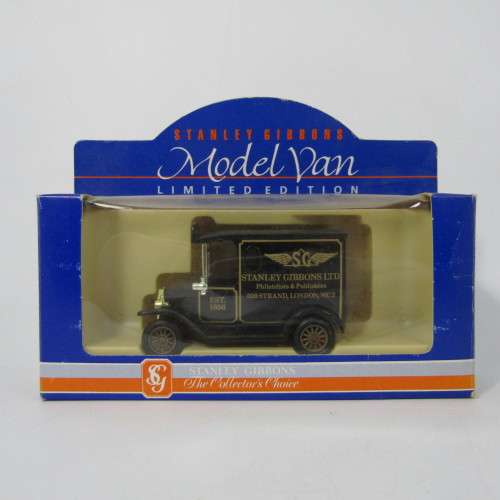 STANLEY GIBBONS
Model Van
LIMITED EDITION
SG
STANLEY GIBBONS LTD
Philatelists & Publishers
STRAND, LONDON, WC2
EST.
1856
SG
STANLEY GIBBONS
The Collector's Choice